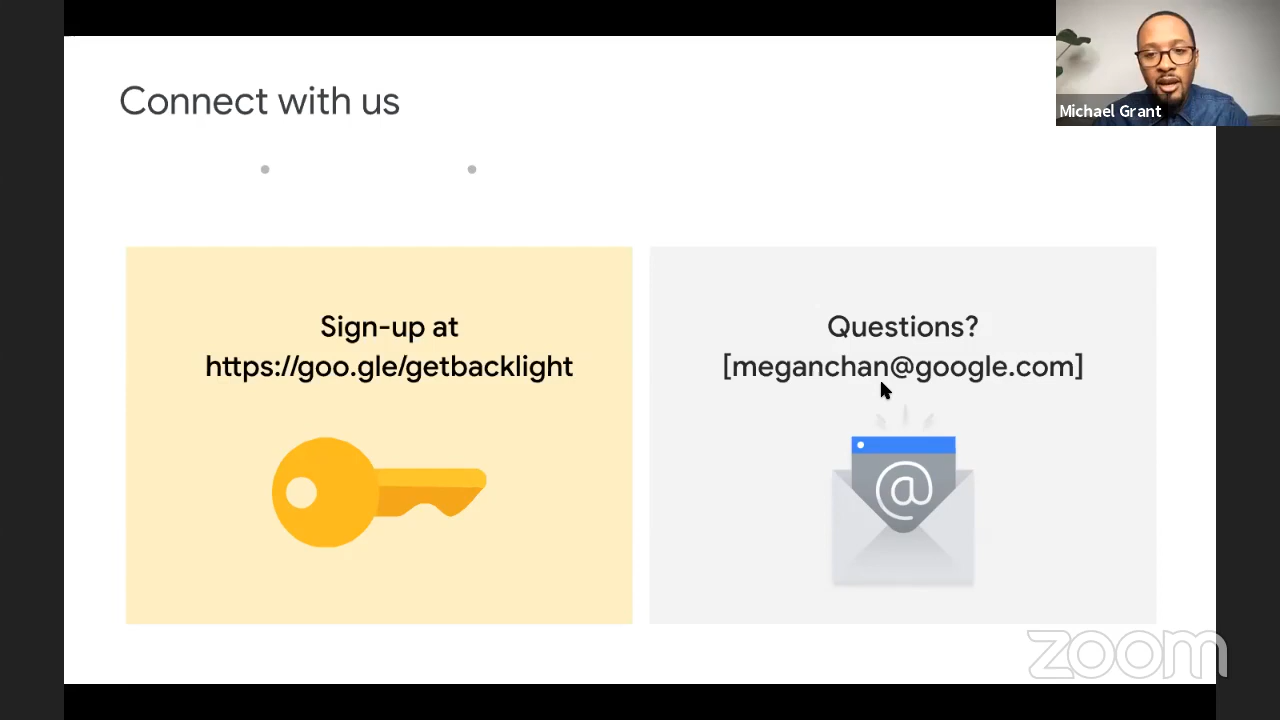 Connect with us
Michael Grant
Sign-up at
https://goo.gle/getbacklight
Questions?
[meganchan@google.com]
@
zoom